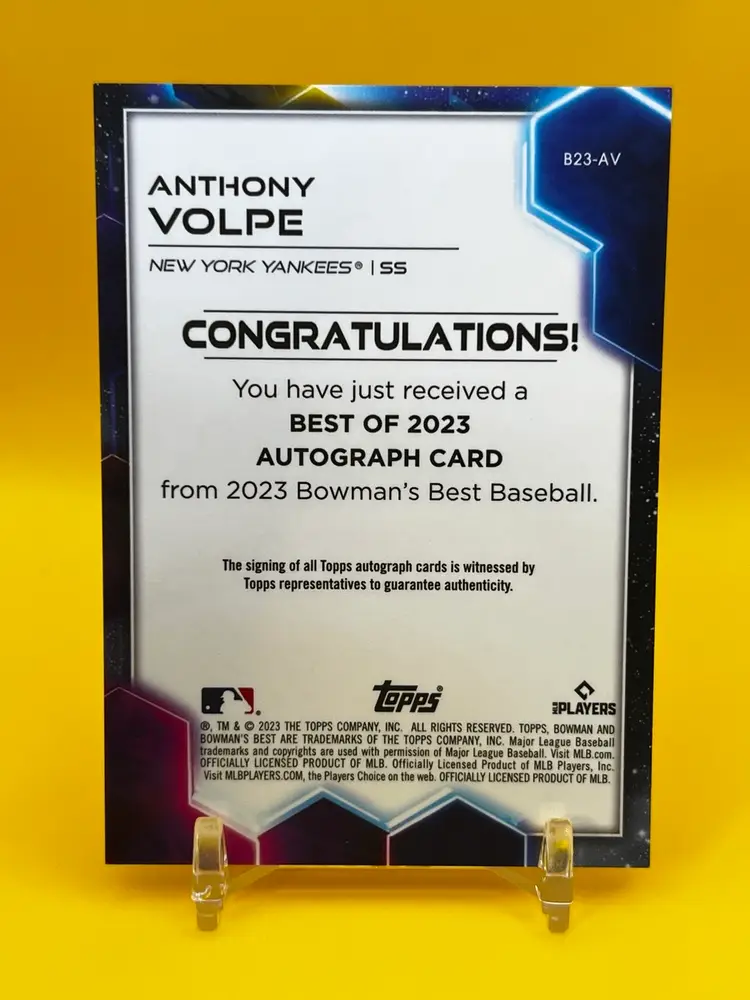 B23-AV
ANTHONY
VOLPE
NEW YORK YANKEES® | SS
CONGRATULATIONS!
You have just received a
BEST OF 2023
AUTOGRAPH CARD
from 2023 Bowman's Best Baseball.
The signing of all Topps autograph cards is witnessed by
Topps representatives to guarantee authenticity.
topps®
MLB PLAYERS
®, TM & © 2023 THE TOPPS COMPANY, INC. ALL RIGHTS RESERVED. TOPPS, BOWMAN AND
BOWMAN'S BEST ARE TRADEMARKS OF THE TOPPS COMPANY, INC. Major League Baseball
trademarks and copyrights are used with permission of Major League Baseball. Visit MLB.com.
OFFICIALLY LICENSED PRODUCT OF MLB. Officially Licensed Product of MLB Players, Inc.
Visit MLBPLAYERS.COM, the Players Choice on the web. OFFICIALLY LICENSED PRODUCT OF MLB.